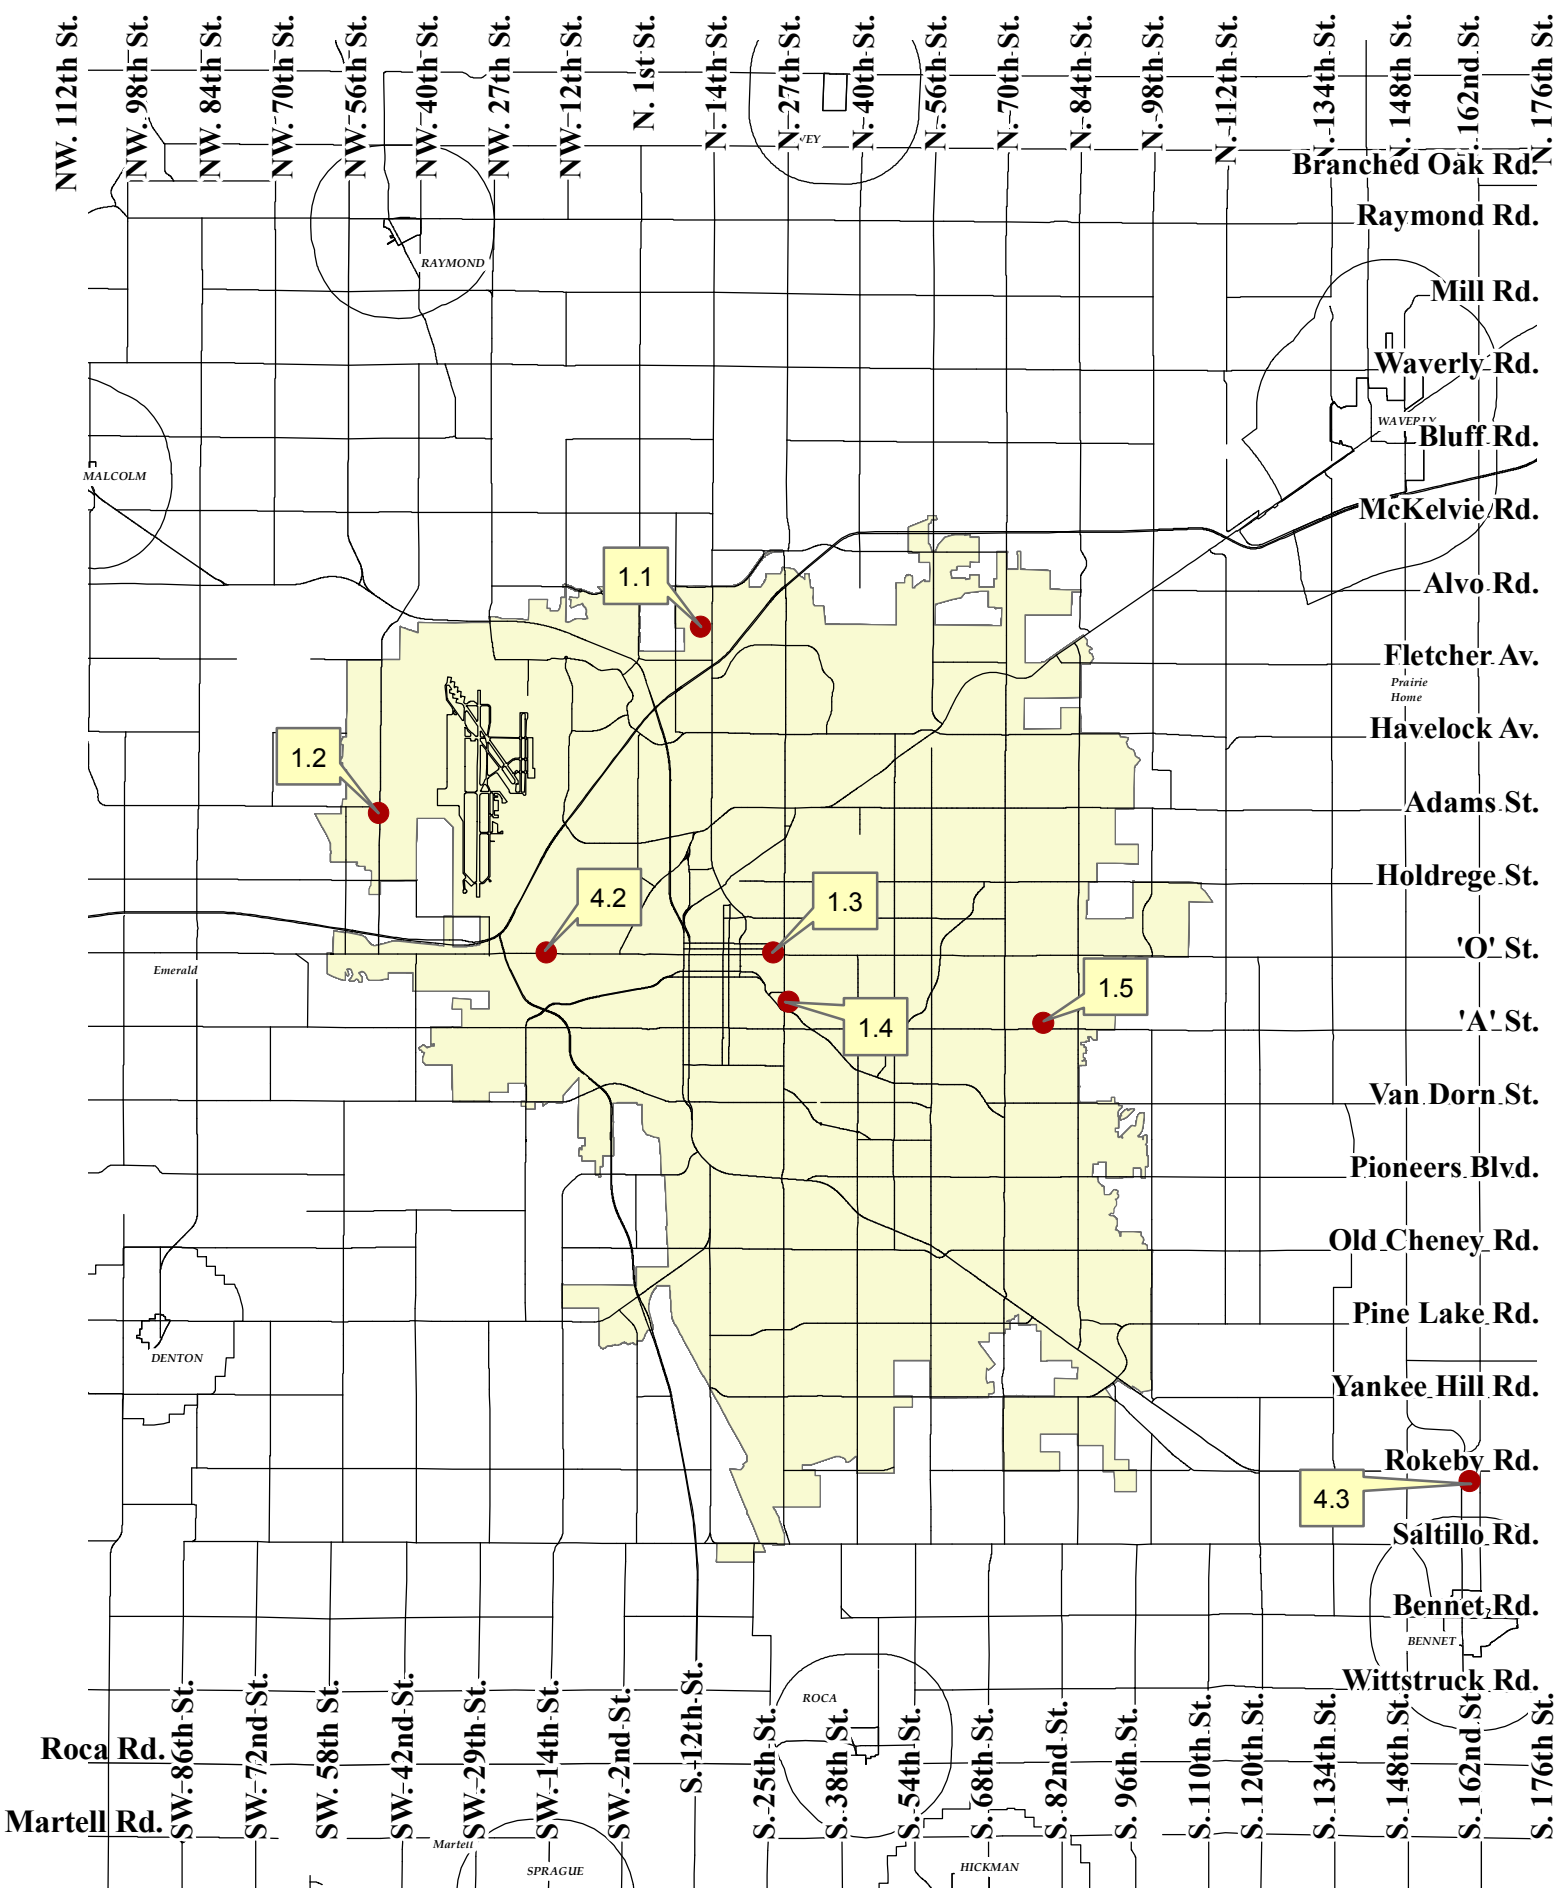 NW. 112th St.
NW. 98th St.
NW. 84th St.
NW. 70th St.
NW. 56th St.
NW. 40th St.
NW. 27th St.
NW. 12th St.
N. 1st St.
N. 14th St.
N. 27th St.
N. 40th St.
N. 56th St.
N. 70th St.
N. 84th St.
N. 98th St.
N. 112th St.
N. 134th St.
N. 148th St.
162nd St.
N. 176th St.
Branched Oak Rd.
Raymond Rd.
RAYMOND
Mill Rd.
Waverly Rd.
WAVERLY
Bluff Rd.
MALCOLM
McKelvie Rd.
1.1
Alvo Rd.
Fletcher Av.
Prairie
Home
Havelock Av.
1.2
Adams St.
Holdrege St.
4.2
1.3
'O' St.
Emerald
1.5
1.4
'A' St.
Van Dorn St.
Pioneers Blvd.
Old Cheney Rd.
Pine Lake Rd.
DENTON
Yankee Hill Rd.
Rokeby Rd.
4.3
Saltillo Rd.
Bennet Rd.
BENNET
Wittstruck Rd.
ROCA
Roca Rd.
Martell Rd.
SW. 86th St.
SW. 72nd St.
SW. 58th St.
SW. 42nd St.
SW. 29th St.
SW. 14th St.
SW. 2nd St.
S. 12th St.
S. 25th St.
S. 38th St.
S. 54th St.
S. 68th St.
S. 82nd St.
S. 96th St.
S. 110th St.
S. 120th St.
S. 134th St.
S. 148th St.
S. 162nd St
S. 176th St.
Martell
SPRAGUE
HICKMAN